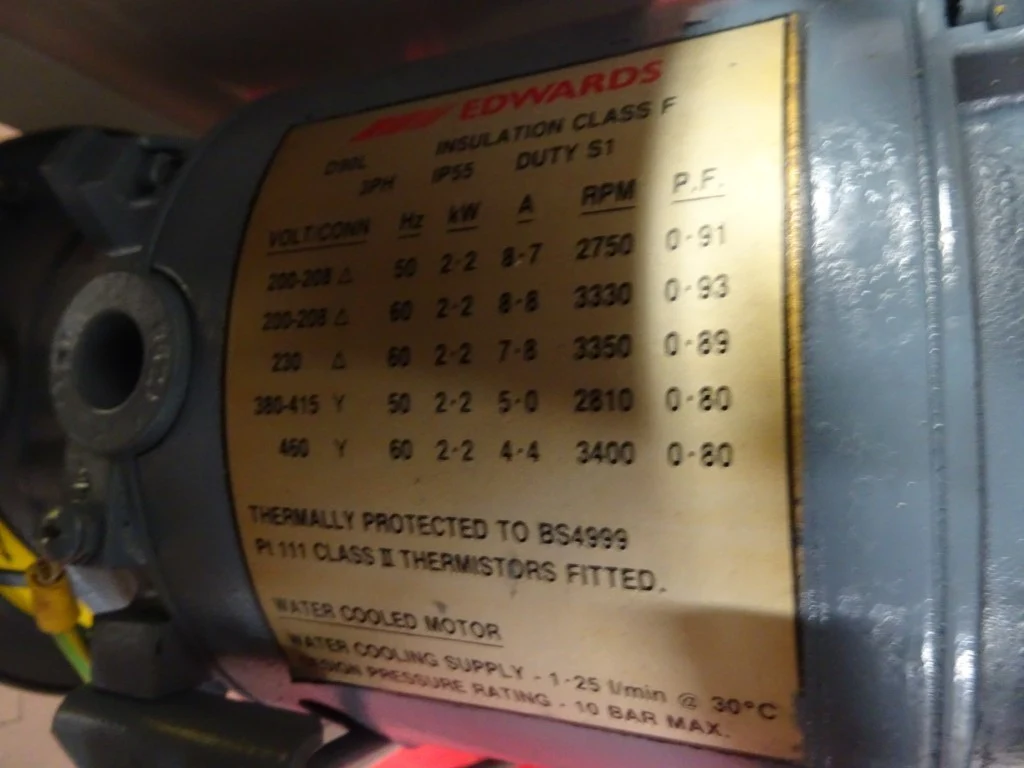 EDWARDS
INSULATION CLASS F
D90L 3PH IP55 DUTY S1
VOLT/CONN Hz kW A RPM P.F.
200-208 Δ 50 2·2 8·7 2750 0·91
200-208 Δ 60 2·2 8·8 3330 0·93
230 Δ 60 2·2 7·8 3350 0·89
380-415 Y 50 2·2 5·0 2810 0·80
460 Y 60 2·2 4·4 3400 0·80
THERMALLY PROTECTED TO BS4999
Pt 111 CLASS II THERMISTORS FITTED.
WATER COOLED MOTOR
WATER COOLING SUPPLY - 1·25 l/min @ 30°C
DESIGN PRESSURE RATING - 10 BAR MAX.